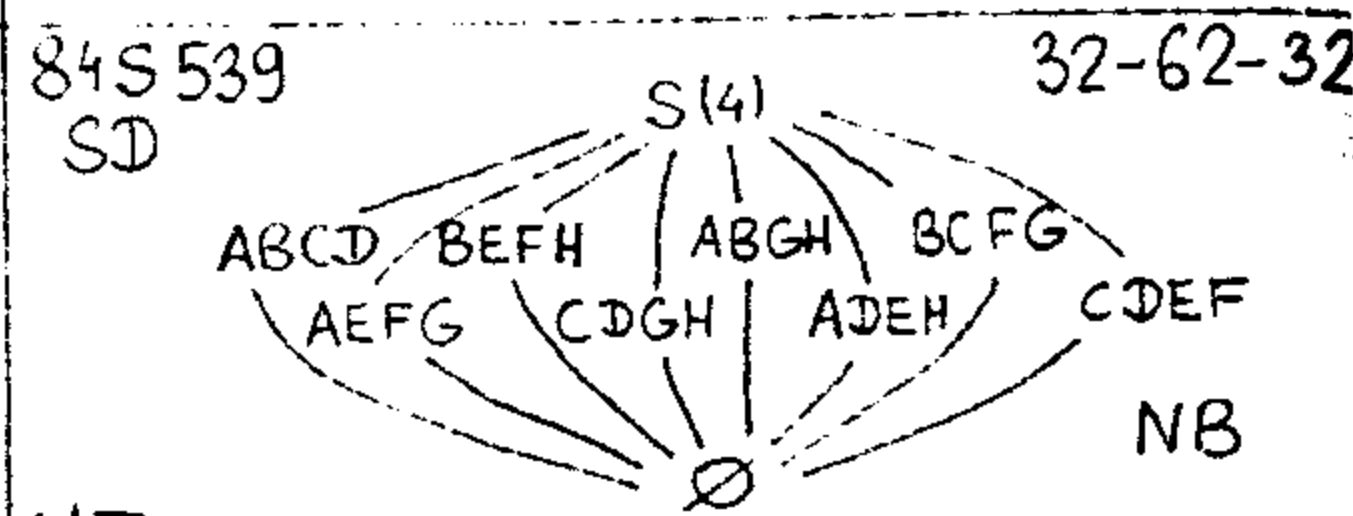 84S539 32-62-32
SD S(4)
ABCD BEFH ABGH BCFG
AEFG CDGH ADEH CDEF
NB
Ø